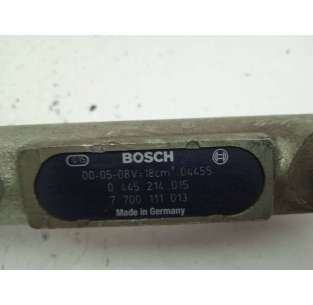 BOSCH
00-05-08V=18cm³ 04455
0 445 214 015
7 700 111 013
Made in Germany